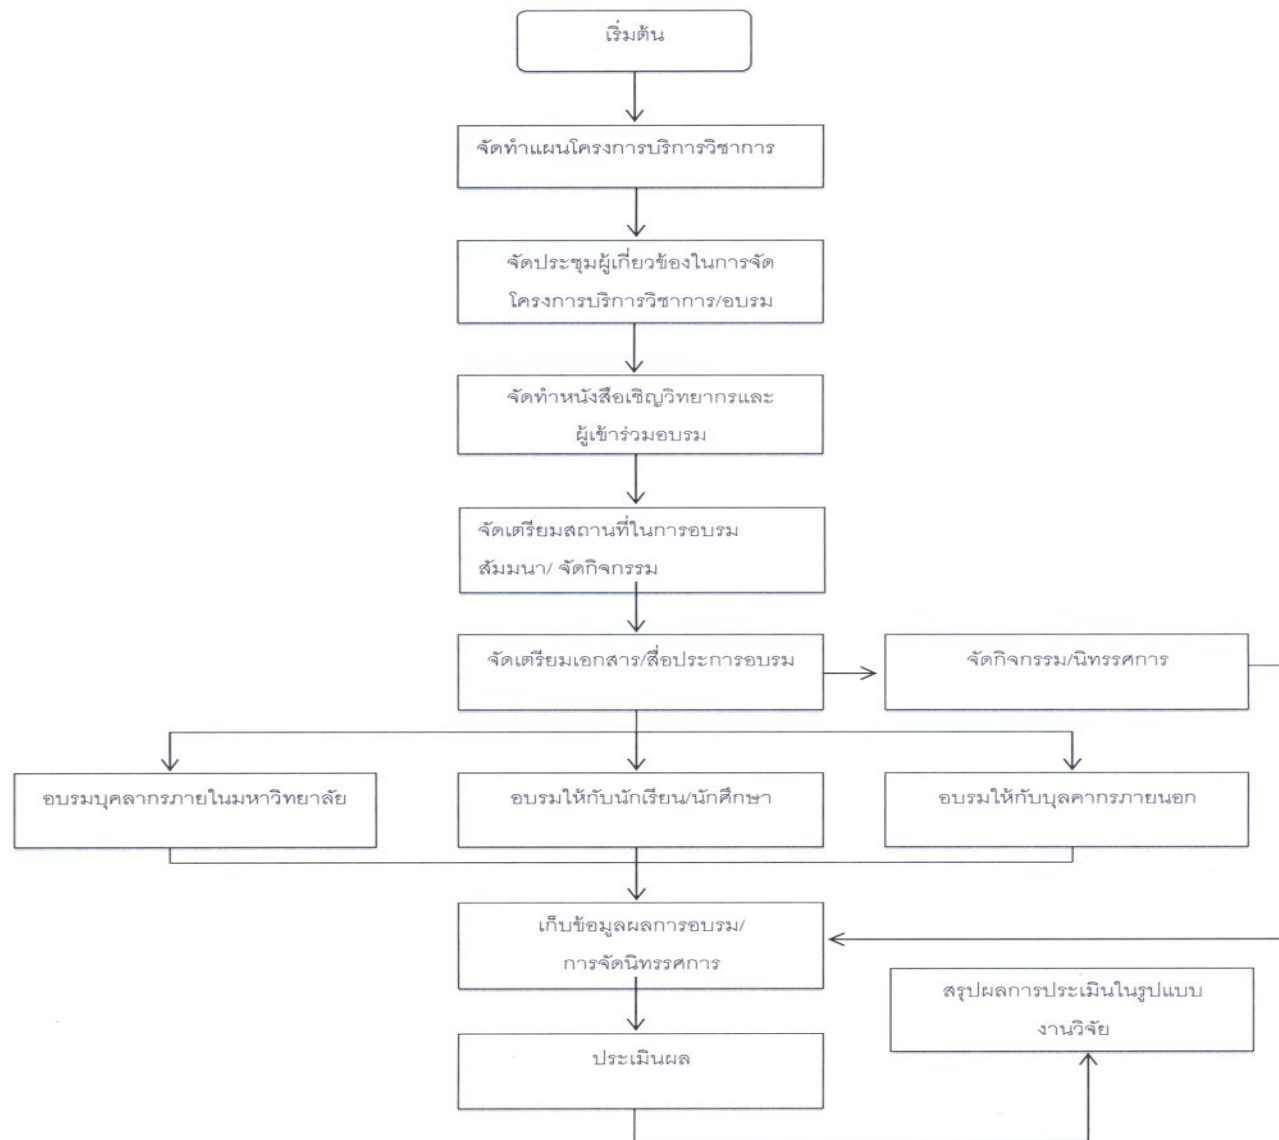 เริ่มต้น
จัดทำแผนโครงการบริการวิชาการ
จัดประชุมผู้เกี่ยวข้องในการจัด
โครงการบริการวิชาการ/อบรม
จัดทำหนังสือเชิญวิทยากรและ
ผู้เข้าร่วมอบรม
จัดเตรียมสถานที่ในการอบรม
สัมมนา/ จัดกิจกรรม
จัดเตรียมเอกสาร/สื่อประการอบรม
จัดกิจกรรม/นิทรรศการ
อบรมบุคลากรภายในมหาวิทยาลัย
อบรมให้กับนักเรียน/นักศึกษา
อบรมให้กับบุลคากรภายนอก
เก็บข้อมูลผลการอบรม/
การจัดนิทรรศการ
สรุปผลการประเมินในรูปแบบ
งานวิจัย
ประเมินผล